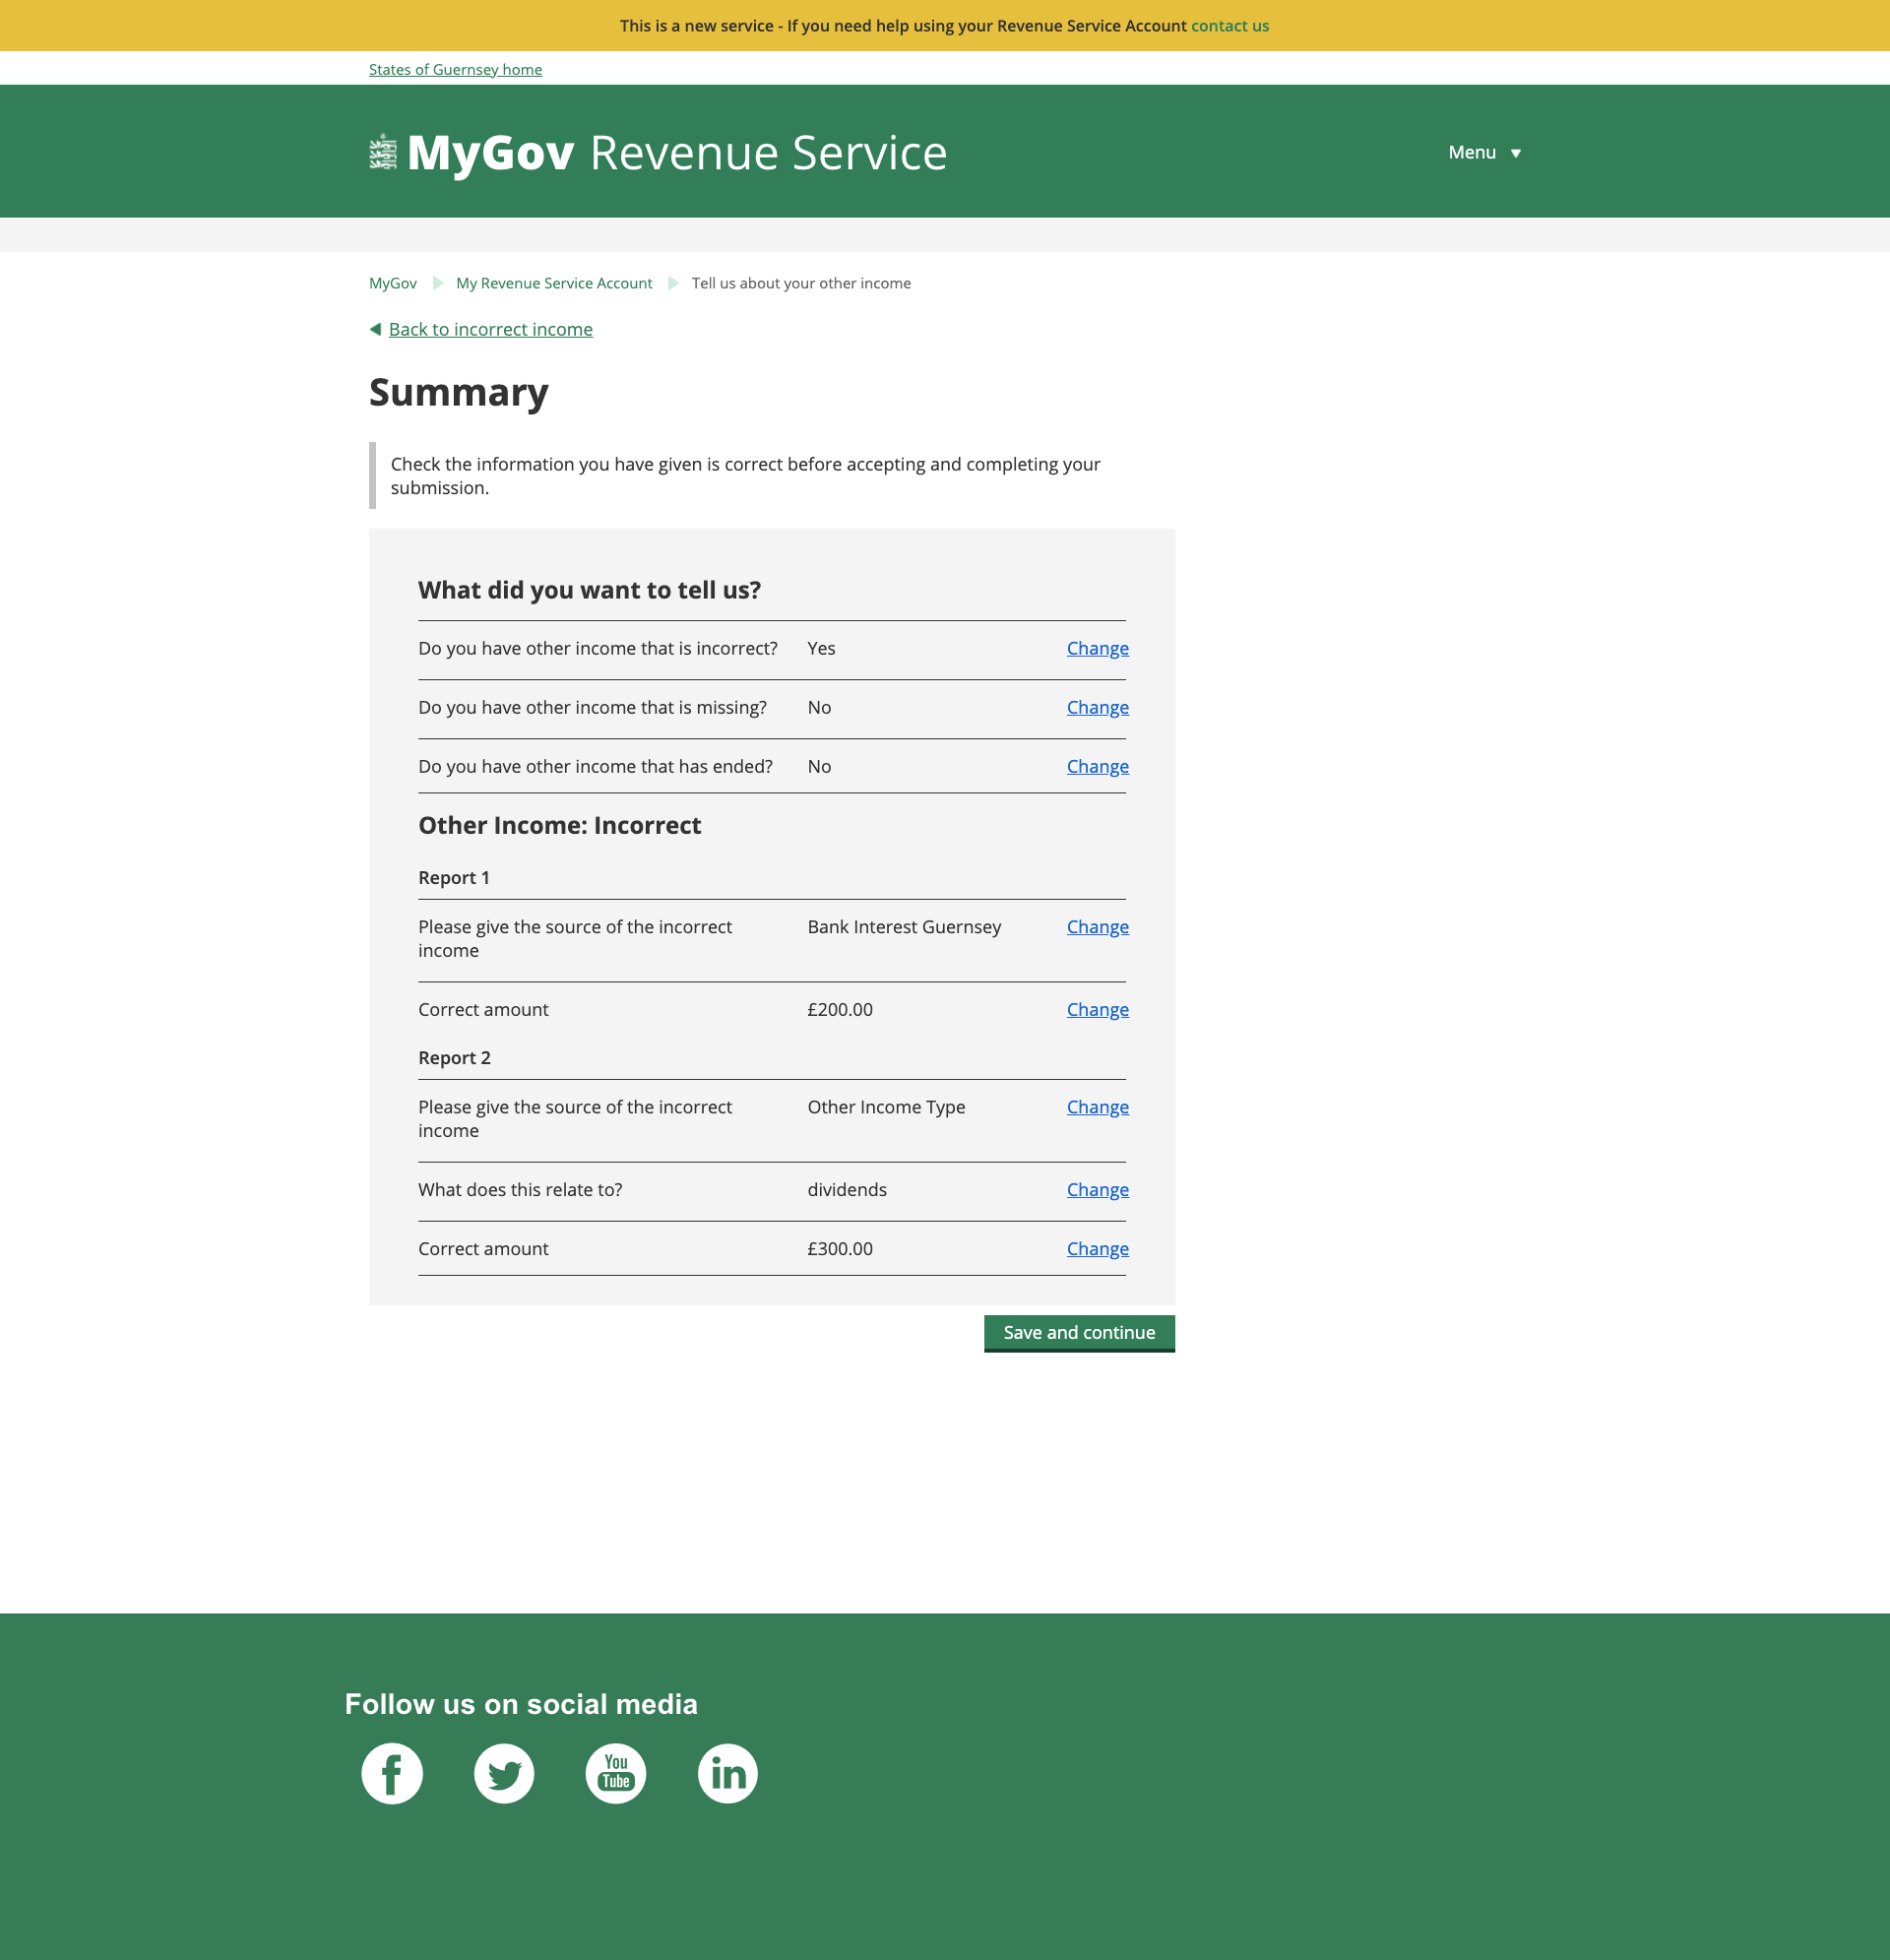 This is a new service - If you need help using your Revenue Service Account contact us
States of Guernsey home
MyGov Revenue Service
Menu
MyGov
My Revenue Service Account
Tell us about your other income
Back to incorrect income
Summary
Check the information you have given is correct before accepting and completing your
submission.
What did you want to tell us?
Do you have other income that is incorrect? Yes Change
Do you have other income that is missing? No Change
Do you have other income that has ended? No Change
Other Income: Incorrect
Report 1
Please give the source of the incorrect Bank Interest Guernsey Change
income
Correct amount £200.00 Change
Report 2
Please give the source of the incorrect Other Income Type Change
income
What does this relate to? dividends Change
Correct amount £300.00 Change
Save and continue
Follow us on social media
f
You
Tube
in